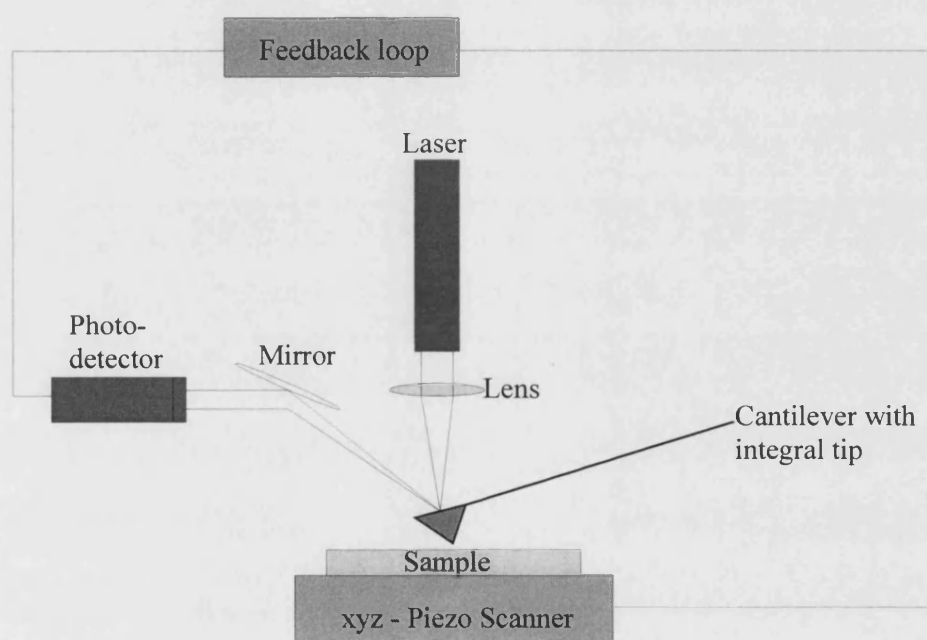 Feedback loop
Laser
Photo-
detector
Mirror
Lens
Cantilever with
integral tip
Sample
xyz - Piezo Scanner